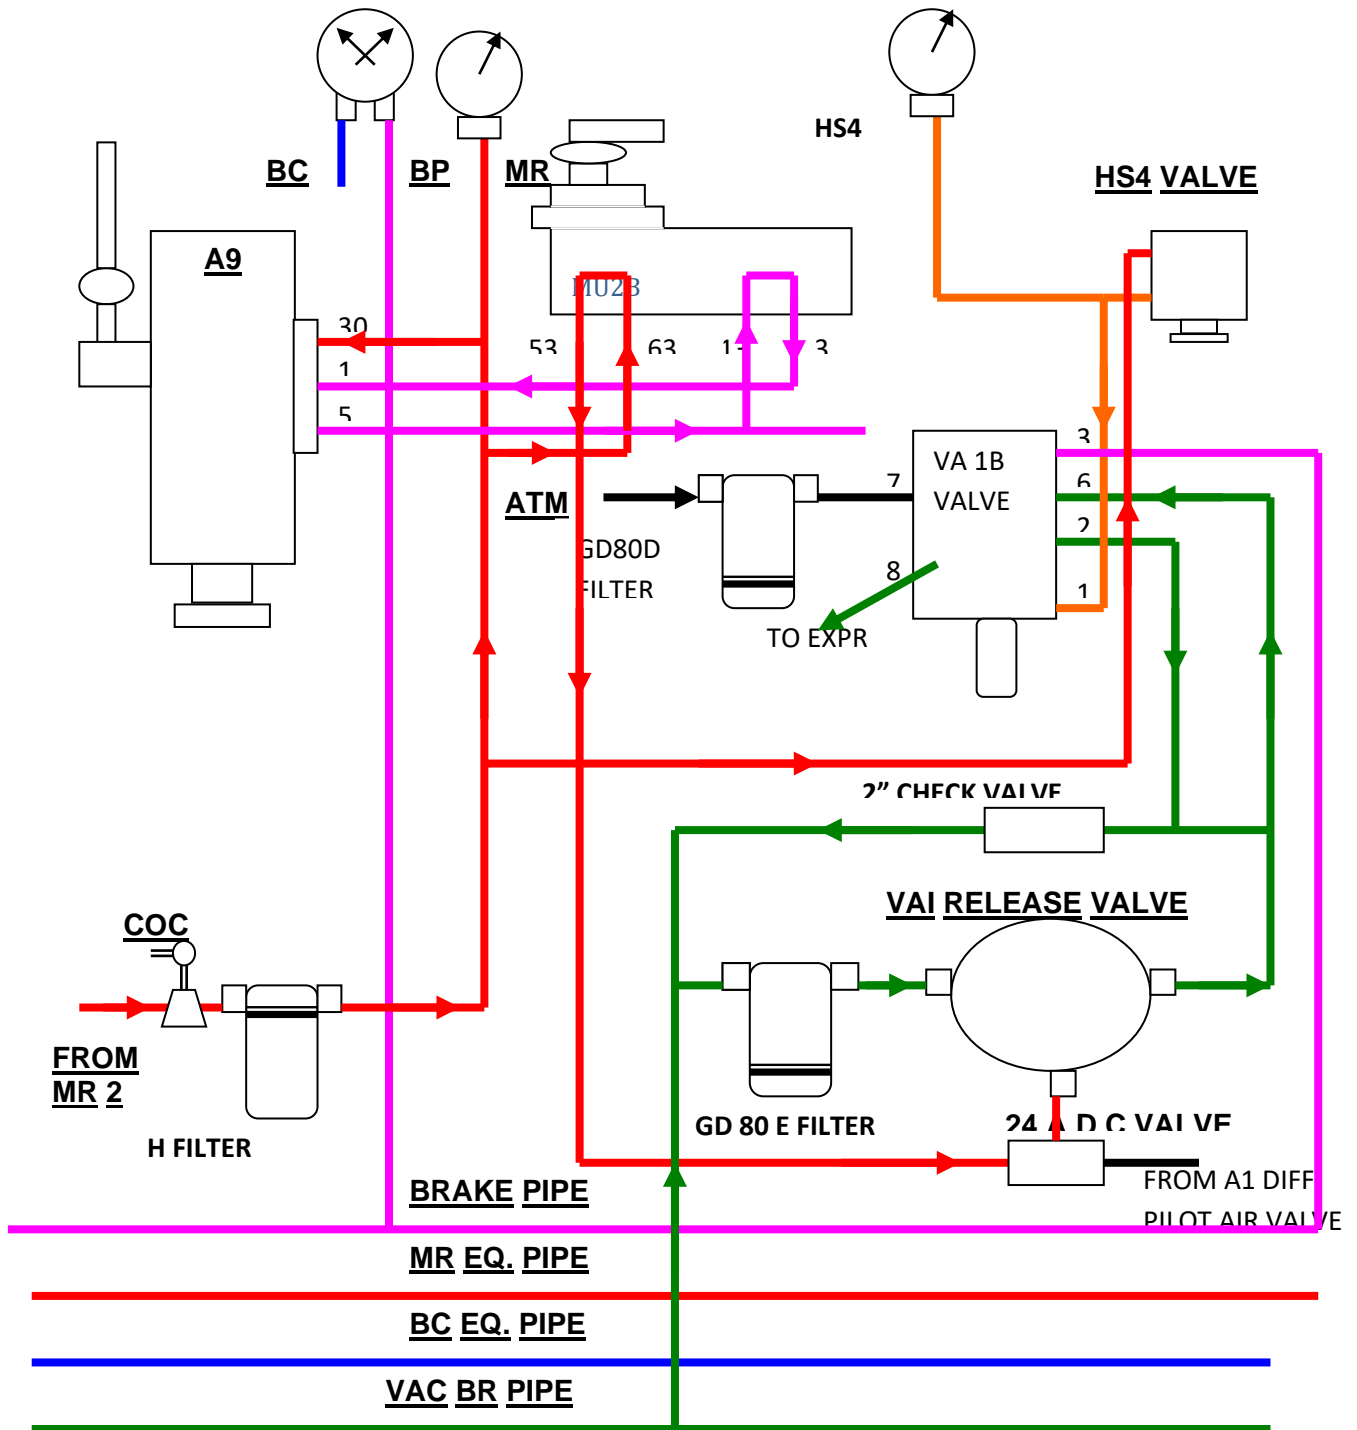 HS4
BC
BP
MR
HS4 VALVE
A9
MU2B
30
53
63
3
1
5
3
VA 1B
VALVE
7
6
ATM
2
GD80D
FILTER
8
1
TO EXPR
2” CHECK VALVE
VAI RELEASE VALVE
COC
FROM
MR 2
GD 80 E FILTER
24 A D C VALVE
H FILTER
FROM A1 DIFF
PILOT AIR VALVE
BRAKE PIPE
MR EQ. PIPE
BC EQ. PIPE
VAC BR PIPE